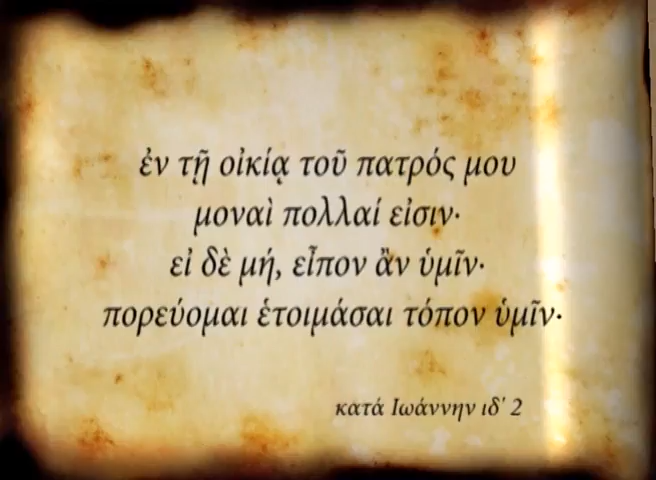 ἐν τῇ οἰκίᾳ τοῦ πατρός μου
μοναὶ πολλαί εἰσιν·
εἰ δὲ μή, εἶπον ἂν ὑμῖν·
πορεύομαι ἑτοιμάσαι τόπον ὑμῖν·
κατά Ιωάννην ιδ' 2